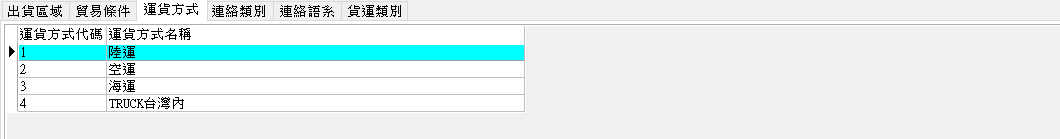 出貨區域 貿易條件 運貨方式 連絡類別 連絡語系 貨運類別
運貨方式代碼 運貨方式名稱
1 陸運
2 空運
3 海運
4 TRUCK台灣內